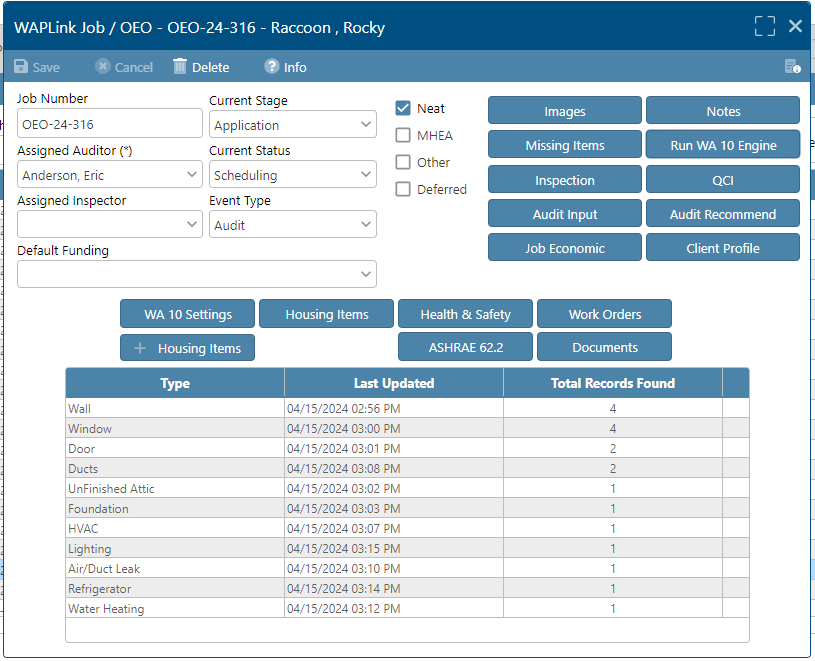 WAPLink Job / OEO - OEO-24-316 - Raccoon , Rocky
Save Cancel Delete Info
Job Number
OEO-24-316
Current Stage
Application
Assigned Auditor (*)
Anderson, Eric
Current Status
Scheduling
Assigned Inspector
Event Type
Audit
Default Funding
Neat
MHEA
Other
Deferred
Images Notes
Missing Items Run WA 10 Engine
Inspection QCI
Audit Input Audit Recommend
Job Economic Client Profile
WA 10 Settings Housing Items Health & Safety Work Orders
+ Housing Items ASHRAE 62.2 Documents
Type Last Updated Total Records Found
Wall 04/15/2024 02:56 PM 4
Window 04/15/2024 03:00 PM 4
Door 04/15/2024 03:01 PM 2
Ducts 04/15/2024 03:08 PM 2
UnFinished Attic 04/15/2024 03:02 PM 1
Foundation 04/15/2024 03:03 PM 1
HVAC 04/15/2024 03:07 PM 1
Lighting 04/15/2024 03:15 PM 1
Air/Duct Leak 04/15/2024 03:10 PM 1
Refrigerator 04/15/2024 03:14 PM 1
Water Heating 04/15/2024 03:12 PM 1